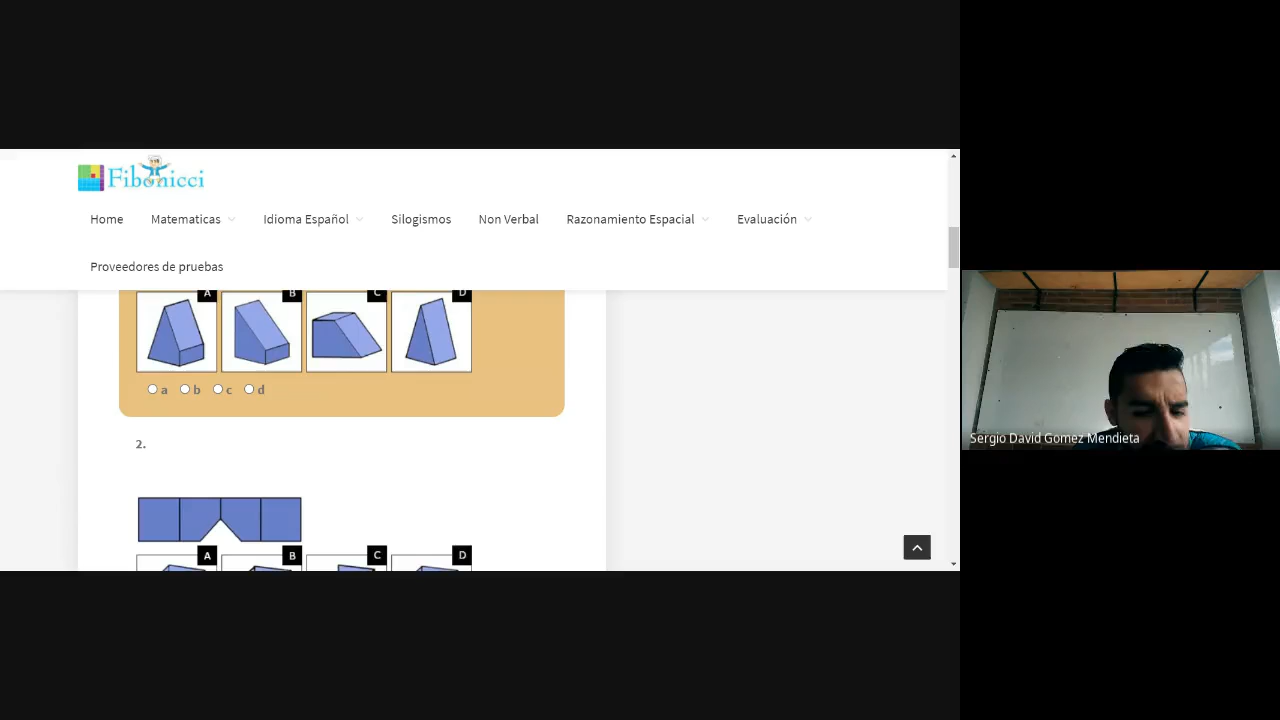 Fibonicci
Home Matematicas Idioma Español Silogismos Non Verbal Razonamiento Espacial Evaluación
Proveedores de pruebas
A B C D
a b c d
2.
A B C D
Sergio David Gomez Mendieta